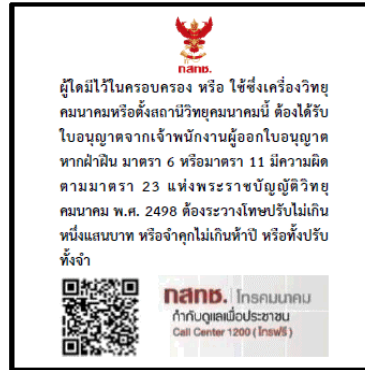 กสทช.
ผู้ใดมีไว้ในครอบครอง หรือ ใช้ซึ่งเครื่องวิทยุ
คมนาคมหรือตั้งสถานีวิทยุคมนาคมนี้ ต้องได้รับ
ใบอนุญาตจากเจ้าพนักงานผู้ออกใบอนุญาต
หากฝ่าฝืน มาตรา 6 หรือมาตรา 11 มีความผิด
ตามมาตรา 23 แห่งพระราชบัญญัติวิทยุ
คมนาคม พ.ศ. 2498 ต้องระวางโทษปรับไม่เกิน
หนึ่งแสนบาท หรือจำคุกไม่เกินห้าปี หรือทั้งปรับ
ทั้งจำ
กสทช. โทรคมนาคม
กำกับดูแลเพื่อประชาชน
Call Center 1200 ( โทรฟรี )